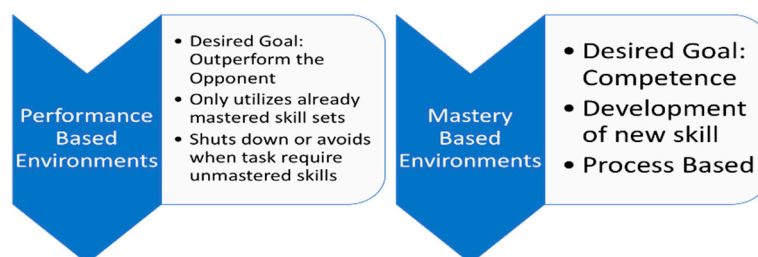 Performance
Based
Environments
• Desired Goal:
Outperform the
Opponent
• Only utilizes already
mastered skill sets
• Shuts down or avoids
when task require
unmastered skills
Mastery
Based
Environments
• Desired Goal:
Competence
• Development
of new skill
• Process Based